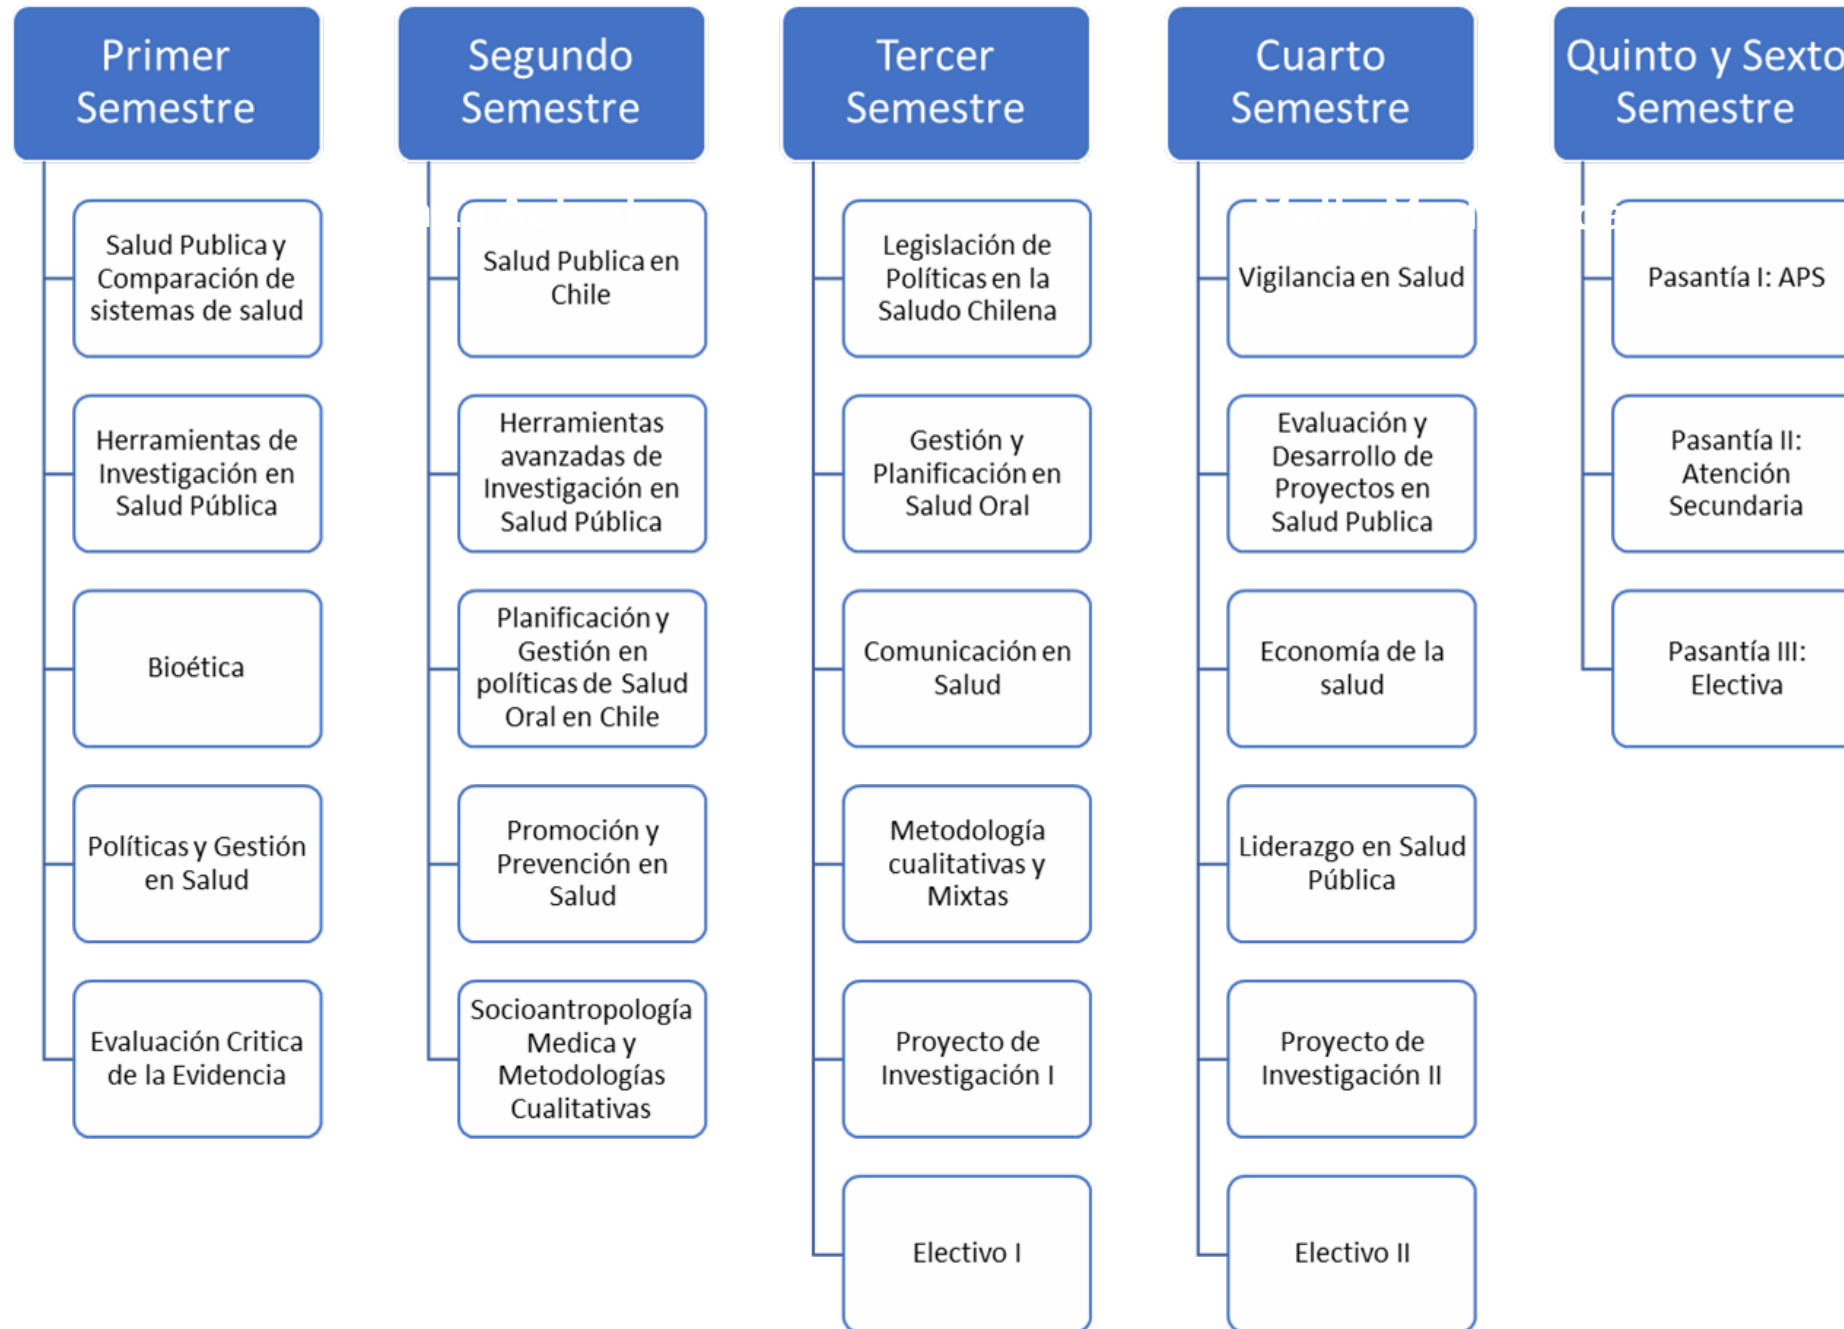 Primer
Semestre
Salud Publica y
Comparación de
sistemas de salud
Herramientas de
Investigación en
Salud Pública
Bioética
Políticas y Gestión
en Salud
Evaluación Critica
de la Evidencia
Segundo
Semestre
Salud Publica en
Chile
Herramientas
avanzadas de
Investigación en
Salud Pública
Planificación y
Gestión en
políticas de Salud
Oral en Chile
Promoción y
Prevención en
Salud
Socioantropología
Medica y
Metodologías
Cualitativas
Tercer
Semestre
Legislación de
Políticas en la
Saludo Chilena
Gestión y
Planificación en
Salud Oral
Comunicación en
Salud
Metodología
cualitativas y
Mixtas
Proyecto de
Investigación I
Electivo I
Cuarto
Semestre
Vigilancia en Salud
Evaluación y
Desarrollo de
Proyectos en
Salud Publica
Economía de la
salud
Liderazgo en Salud
Pública
Proyecto de
Investigación II
Electivo II
Quinto y Sexto
Semestre
Pasantía I: APS
Pasantía II:
Atención
Secundaria
Pasantía III:
Electiva